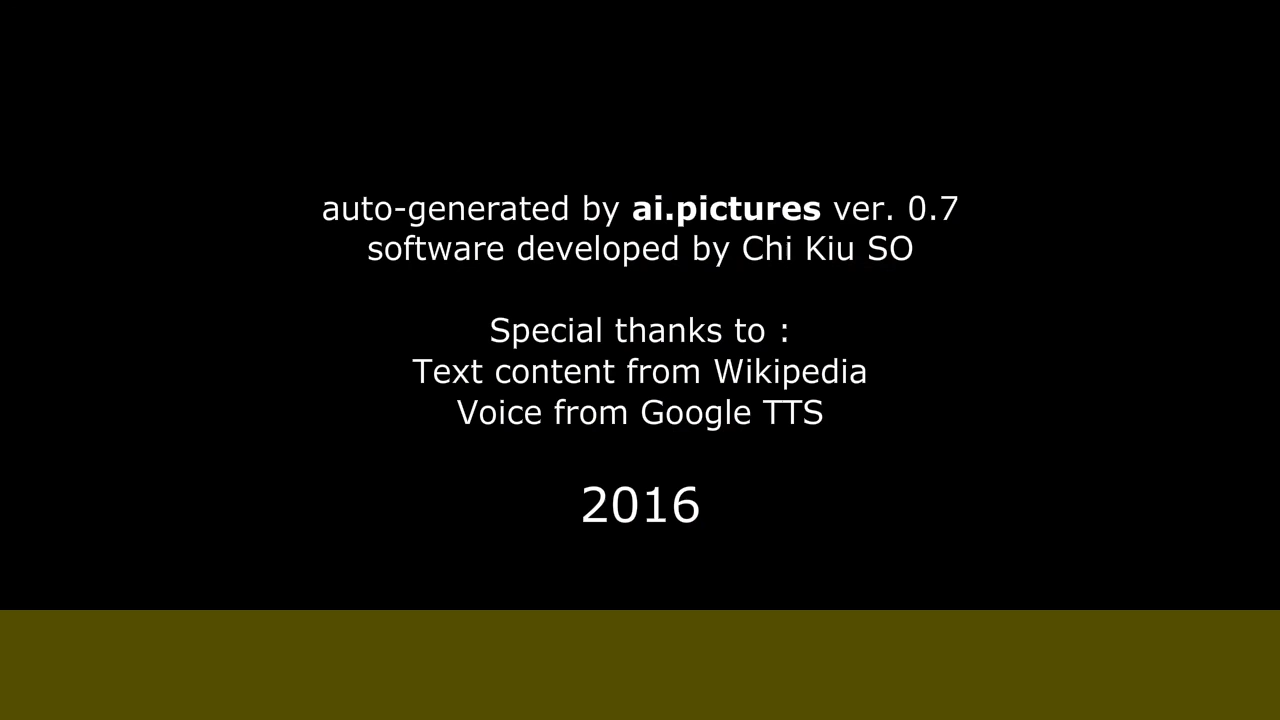 auto-generated by ai.pictures ver. 0.7
software developed by Chi Kiu SO
Special thanks to :
Text content from Wikipedia
Voice from Google TTS
2016